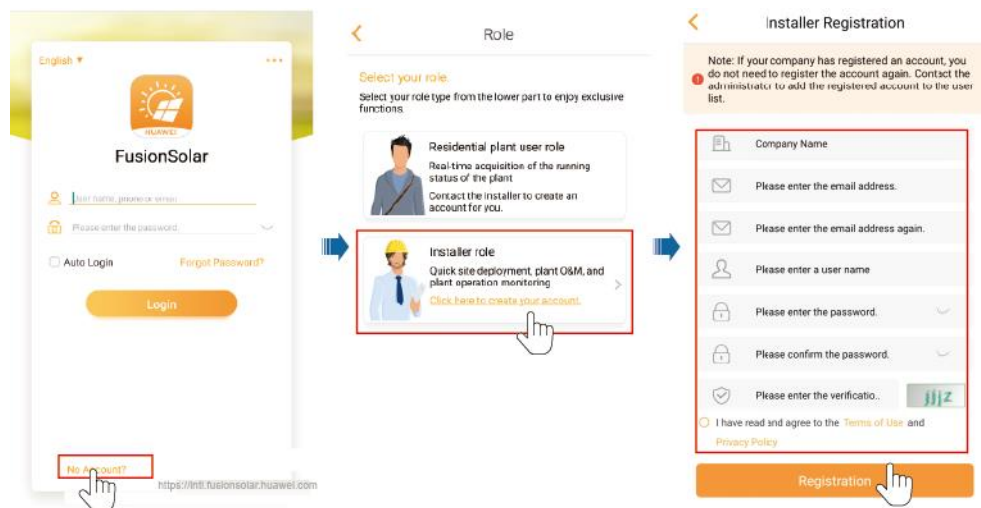 English ▼
HUAWEI
FusionSolar
User name, phone or email
Please enter the password.
Auto Login
Forgot Password?
Login
No Account?
https://intl.fusionsolar.huawei.com
Role
Select your role.
Select your role type from the lower part to enjoy exclusive
functions.
Residential plant user role
Real-time acquisition of the running
status of the plant
Contact the installer to create an
account for you.
Installer role
Quick site deployment, plant O&M, and
plant operation monitoring
Click here to create your account.
Installer Registration
Note: If your company has registered an account, you
do not need to register the account again. Contact the
administrator to add the registered account to the user
list.
Company Name
Please enter the email address.
Please enter the email address again.
Please enter a user name
Please enter the password.
Please confirm the password.
Please enter the verificatio..
jjjz
I have read and agree to the Terms of Use and
Privacy Policy
Registration